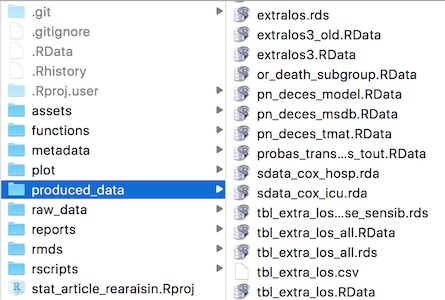 .git
.gitignore
.RData
.Rhistory
.Rproj.user
assets
functions
metadata
plot
produced_data
raw_data
reports
rmds
rscripts
stat_article_rearaisin.Rproj
extralos.rds
extralos3_old.RData
extralos3.RData
or_death_subgroup.RData
pn_deces_model.RData
pn_deces_msdb.RData
pn_deces_tmat.RData
probas_trans...s_tout.RData
sdata_cox_hosp.rda
sdata_cox_icu.rda
tbl_extra_los...se_sensib.rds
tbl_extra_los_all.RData
tbl_extra_los_all.rds
tbl_extra_los.csv
tbl_extra_los.RData